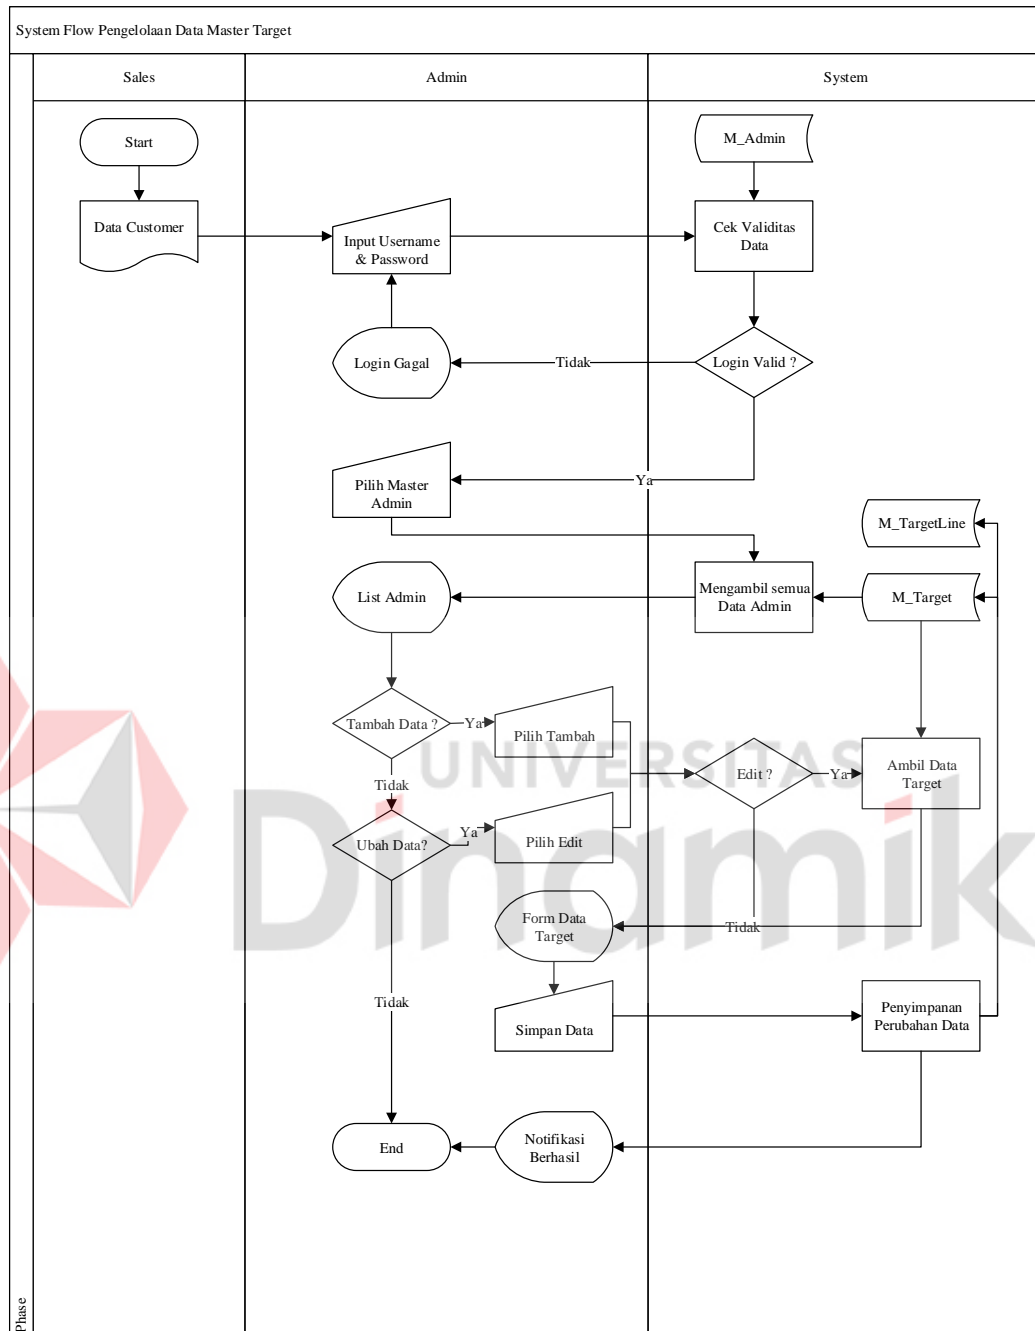 System Flow Pengelolaan Data Master Target
Sales
Admin
System
Start
M_Admin
Data Customer
Input Username
& Password
Cek Validitas
Data
Login Gagal
Tidak
Login Valid ?
Pilih Master
Admin
Ya
M_TargetLine
List Admin
Mengambil semua
Data Admin
M_Target
Tambah Data ?
Ya
Pilih Tambah
UNIVERSITAS
Dinamik
Edit ?
Ya
Ambil Data
Target
Tidak
Ubah Data?
Ya
Pilih Edit
Form Data
Target
Tidak
Tidak
Simpan Data
Penyimpanan
Perubahan Data
End
Notifikasi
Berhasil
Phase